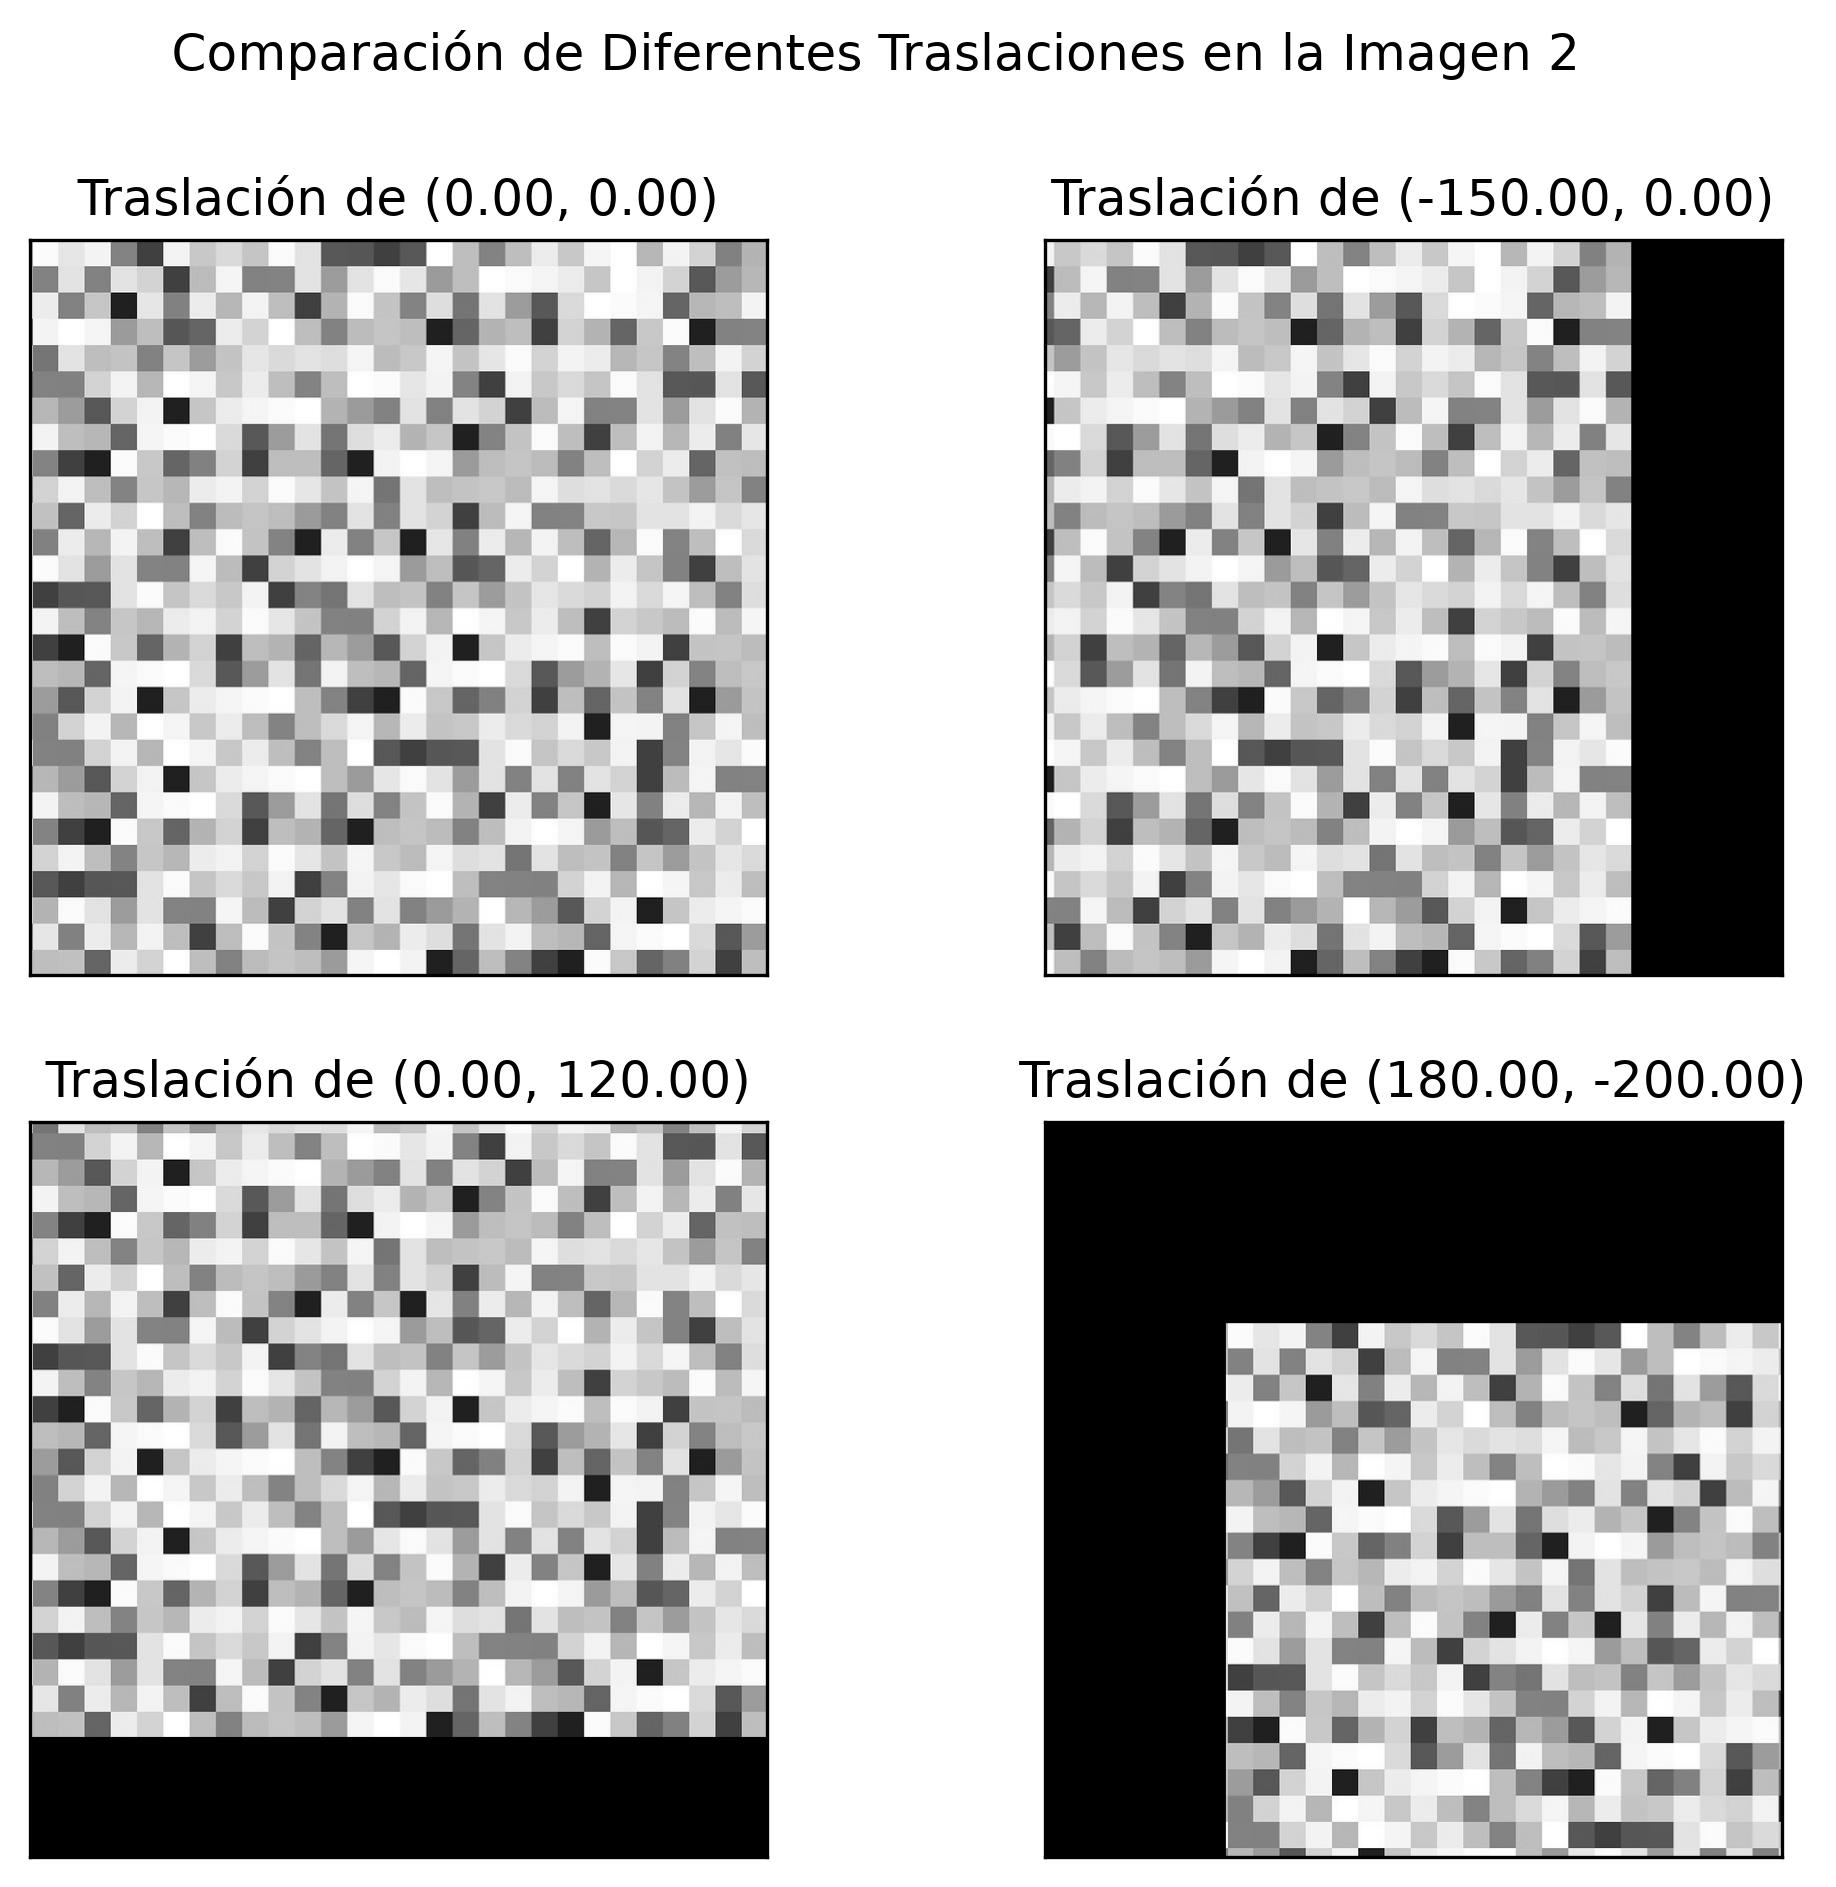 Comparación de Diferentes Traslaciones en la Imagen 2
Traslación de (0.00, 0.00)
Traslación de (-150.00, 0.00)
Traslación de (0.00, 120.00)
Traslación de (180.00, -200.00)